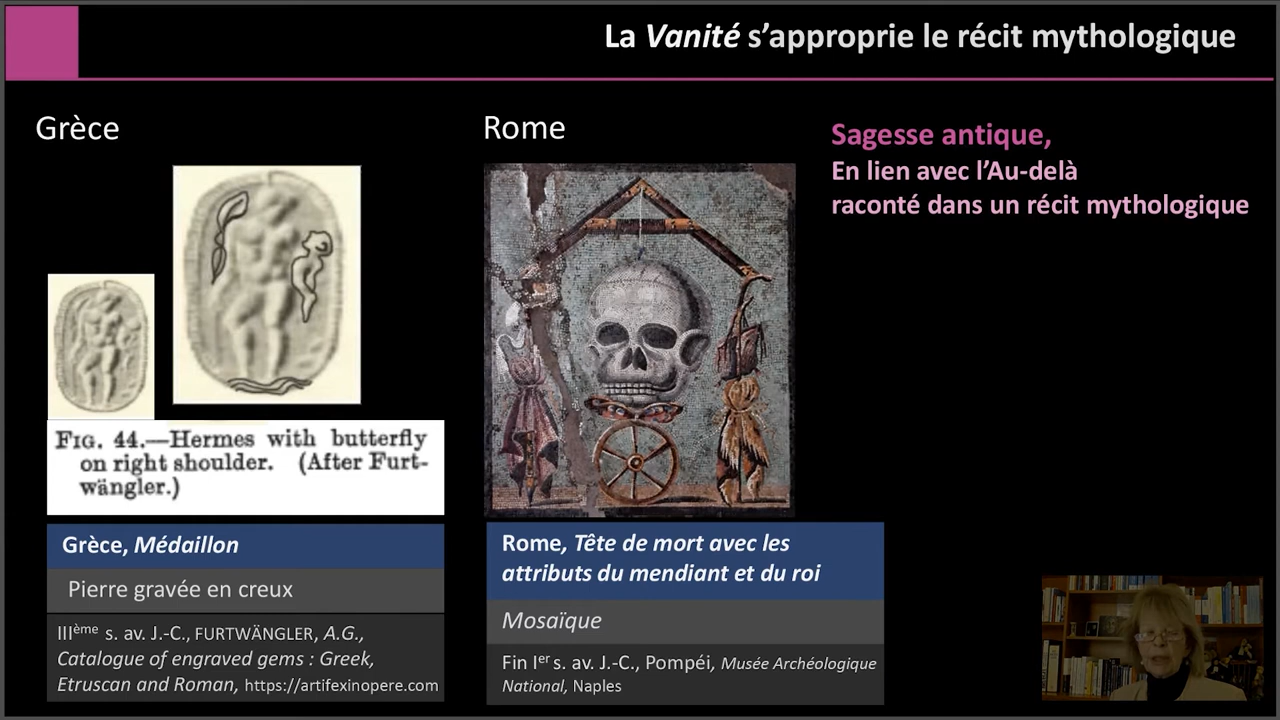 La Vanité s’approprie le récit mythologique
Grèce
Rome
Sagesse antique,
En lien avec l’Au-delà
raconté dans un récit mythologique
FIG. 44.—Hermes with butterfly
on right shoulder. (After Furt-
wängler.)
Grèce, Médaillon
Pierre gravée en creux
IIIème s. av. J.-C., FURTWÄNGLER, A.G.,
Catalogue of engraved gems : Greek,
Etruscan and Roman, https://artifexinopere.com
Rome, Tête de mort avec les
attributs du mendiant et du roi
Mosaïque
Fin Ier s. av. J.-C., Pompéi, Musée Archéologique
National, Naples